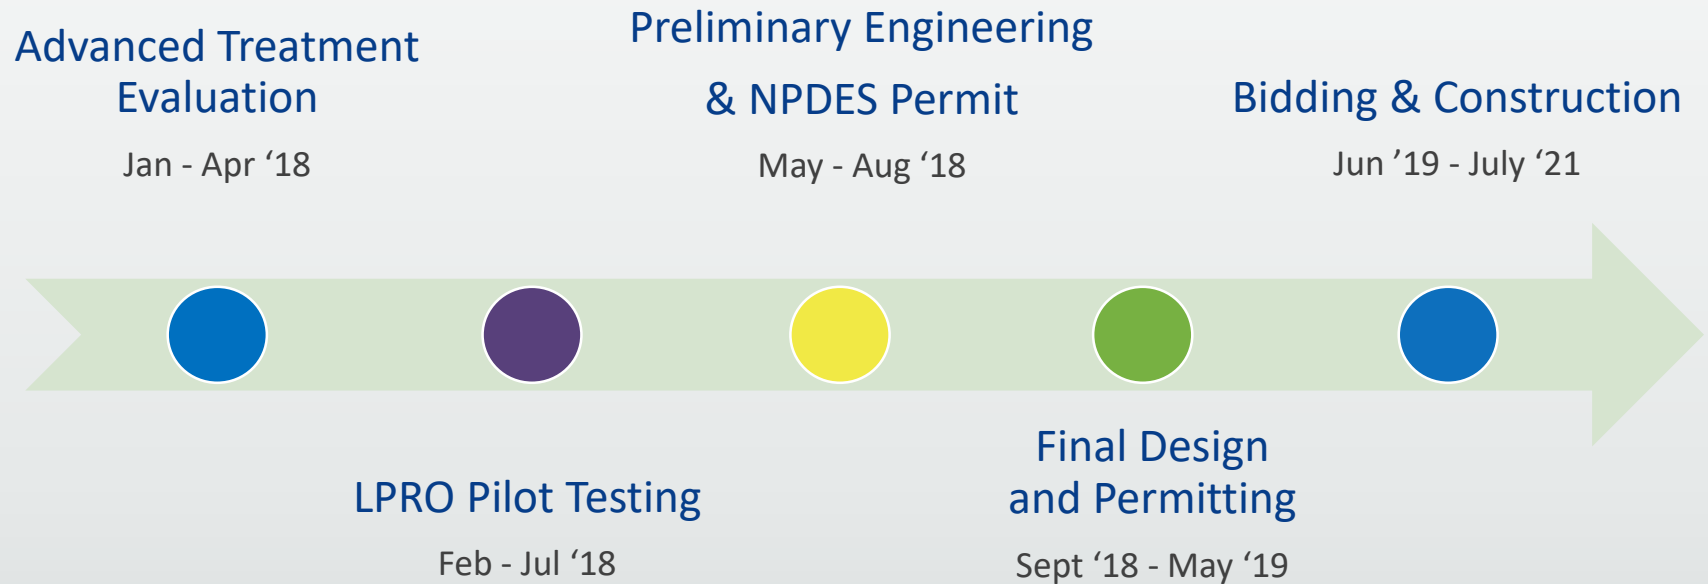 Advanced Treatment
Evaluation
Jan - Apr ‘18
LPRO Pilot Testing
Feb - Jul ‘18
Preliminary Engineering
& NPDES Permit
May - Aug ‘18
Final Design
and Permitting
Sept ‘18 - May ‘19
Bidding & Construction
Jun ’19 - July ‘21